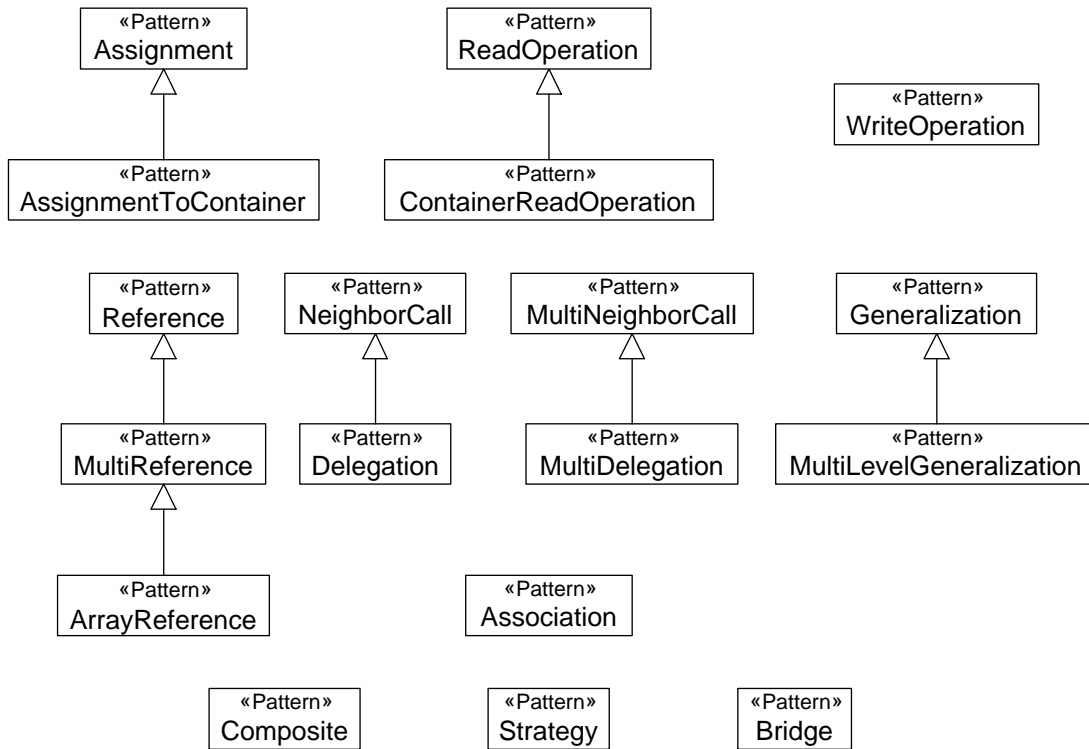 «Pattern»
Assignment
«Pattern»
ReadOperation
«Pattern»
WriteOperation
«Pattern»
AssignmentToContainer
«Pattern»
ContainerReadOperation
«Pattern»
Reference
«Pattern»
NeighborCall
«Pattern»
MultiNeighborCall
«Pattern»
Generalization
«Pattern»
MultiReference
«Pattern»
Delegation
«Pattern»
MultiDelegation
«Pattern»
MultiLevelGeneralization
«Pattern»
ArrayReference
«Pattern»
Association
«Pattern»
Composite
«Pattern»
Strategy
«Pattern»
Bridge